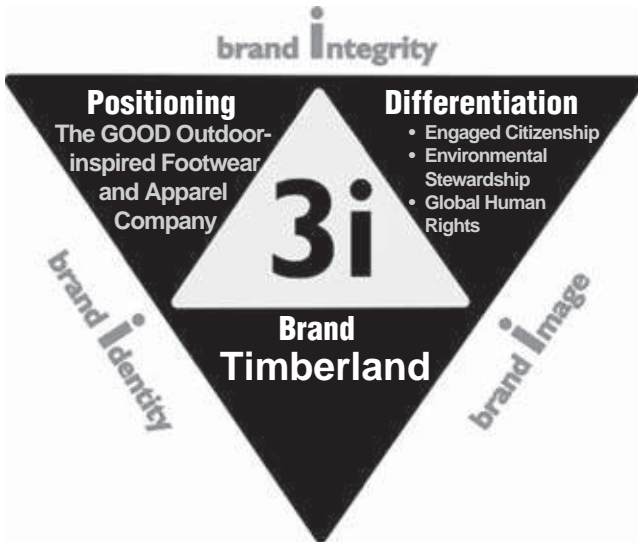 brand integrity
Positioning
The GOOD Outdoor-
inspired Footwear
and Apparel
Company
Differentiation
• Engaged Citizenship
• Environmental
Stewardship
• Global Human
Rights
3i
brand identity
brand image
Brand
Timberland